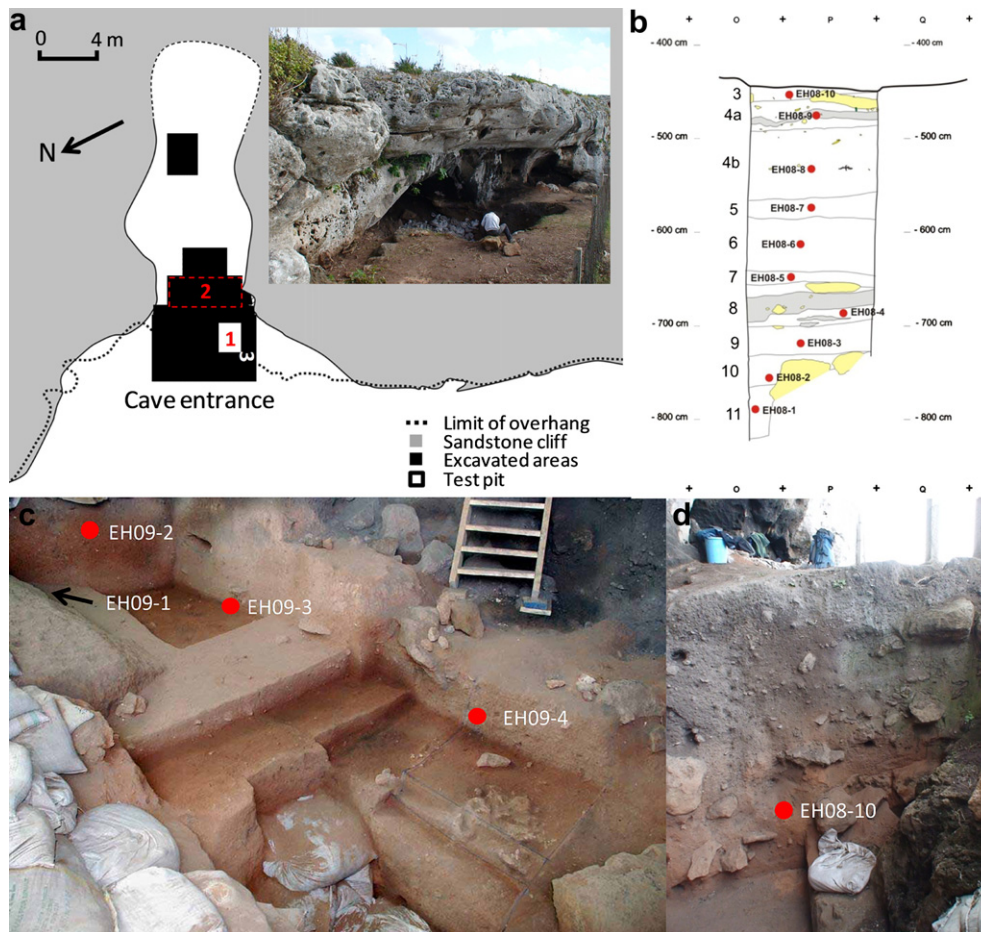 a
0 4 m
N
2
1
3
Cave entrance
Limit of overhang
Sandstone cliff
Excavated areas
Test pit
b
+ O + P + Q +
- 400 cm - 400 cm
3 EH08-10
4a EH08-9
- 500 cm - 500 cm
4b EH08-8
5 EH08-7
- 600 cm - 600 cm
6 EH08-6
7 EH08-5
8 EH08-4
- 700 cm - 700 cm
9 EH08-3
10 EH08-2
11 EH08-1
- 800 cm - 800 cm
+ O + P + Q +
c
EH09-2
EH09-1
EH09-3
EH09-4
d
EH08-10